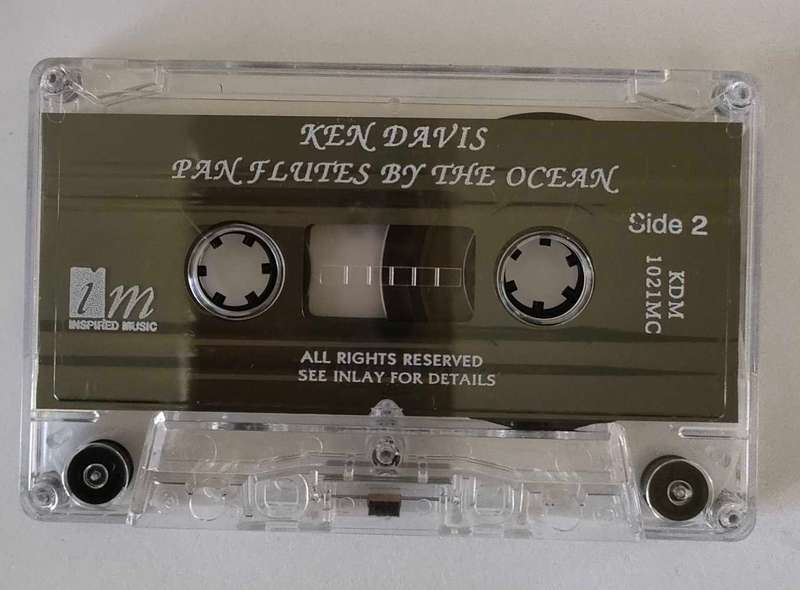 KEN DAVIS
PAN FLUTES BY THE OCEAN
Side 2
im
INSPIRED MUSIC
KDM
1021MC
ALL RIGHTS RESERVED
SEE INLAY FOR DETAILS